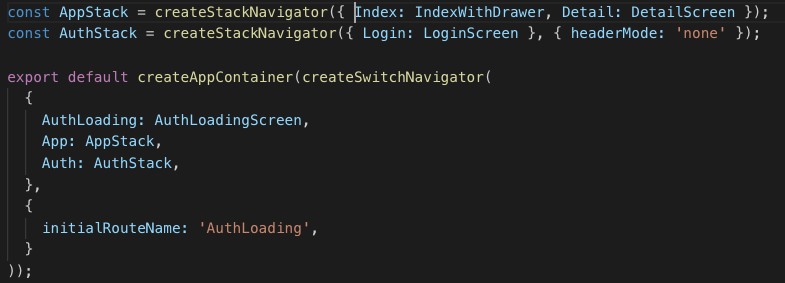 const AppStack = createStackNavigator({ Index: IndexWithDrawer, Detail: DetailScreen });
const AuthStack = createStackNavigator({ Login: LoginScreen }, { headerMode: 'none' });
export default createAppContainer(createSwitchNavigator(
{
AuthLoading: AuthLoadingScreen,
App: AppStack,
Auth: AuthStack,
},
{
initialRouteName: 'AuthLoading',
}
));